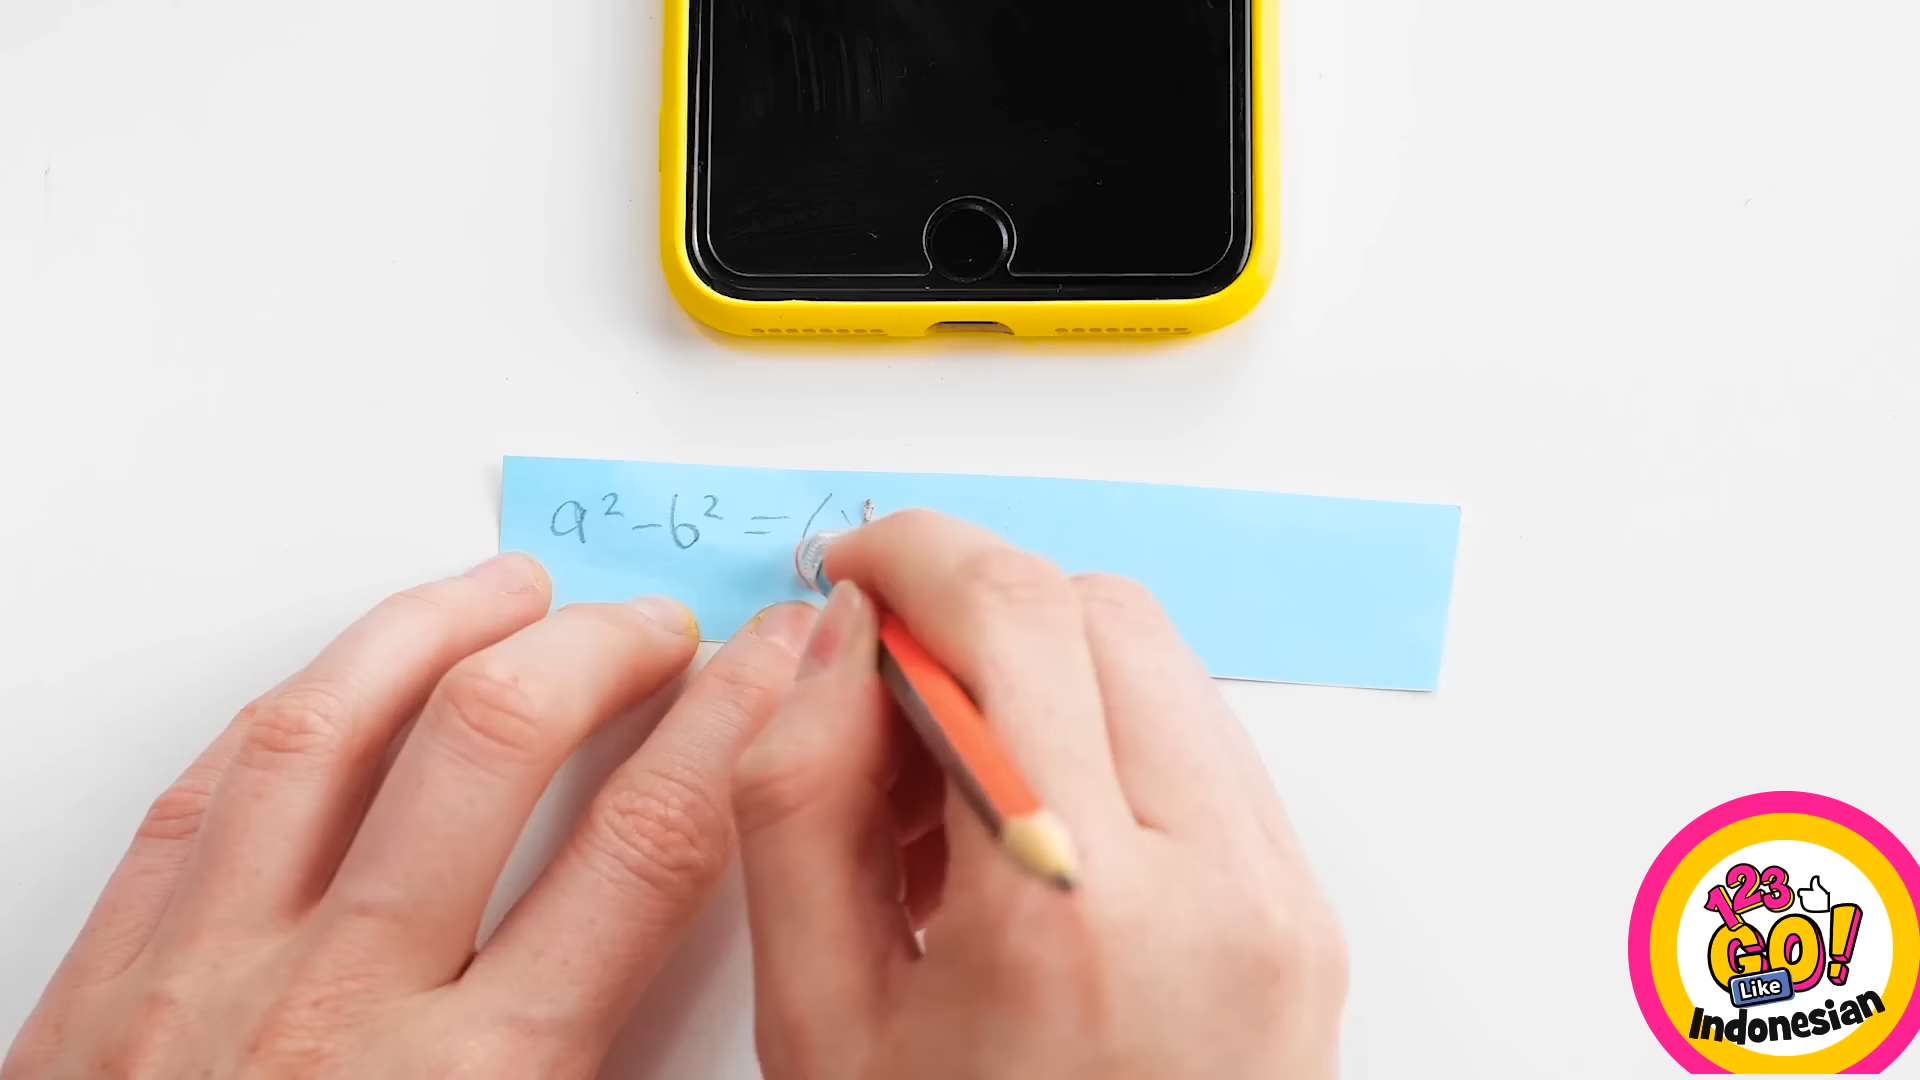 a² - b² = (
123
GO!
Like
Indonesian